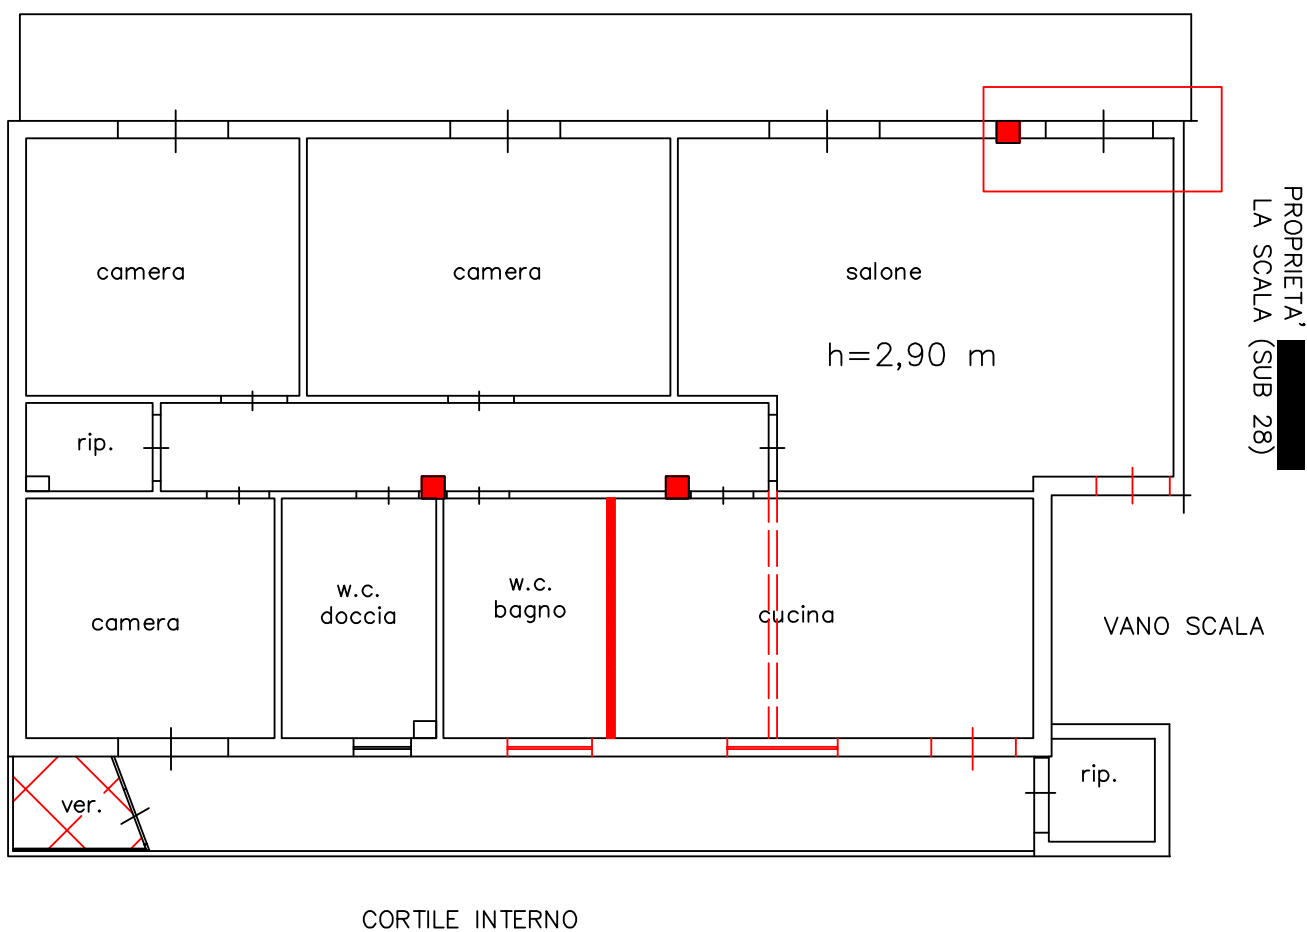 camera
camera
salone
h=2,90 m
PROPRIETA'
LA SCALA (SUB 28)
rip.
camera
w.c.
doccia
w.c.
bagno
cucina
VANO SCALA
ver.
rip.
CORTILE INTERNO